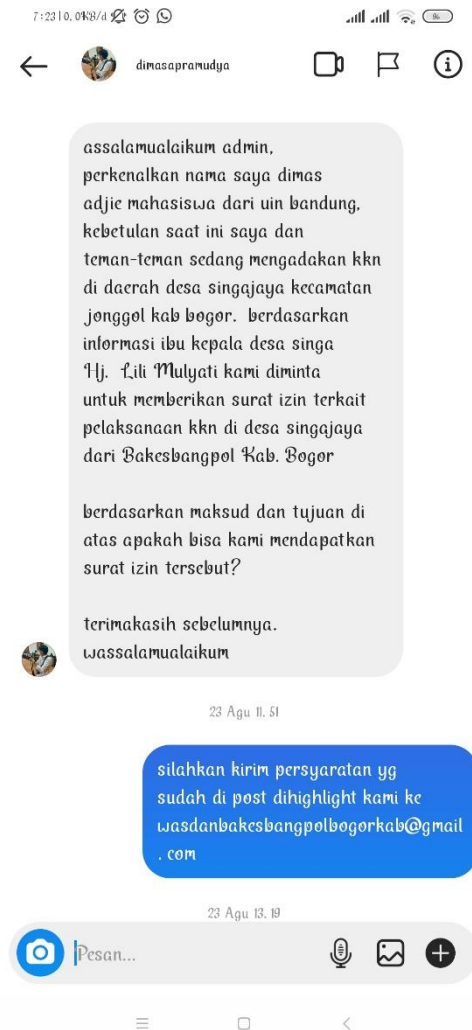 7:23 | 0,0KB/d
dimasapramudya
assalamualaikum admin,
perkenalkan nama saya dimas
adjie mahasiswa dari uin bandung,
kebetulan saat ini saya dan
teman-teman sedang mengadakan kkn
di daerah desa singajaya kecamatan
jonggol kab bogor. berdasarkan
informasi ibu kepala desa singa
Hj. Lili Mulyati kami diminta
untuk memberikan surat izin terkait
pelaksanaan kkn di desa singajaya
dari Bakesbangpol Kab. Bogor
berdasarkan maksud dan tujuan di
atas apakah bisa kami mendapatkan
surat izin tersebut?
terimakasih sebelumnya.
wassalamualaikum
23 Agu 11. 51
silahkan kirim persyaratan yg
sudah di post dihighlight kami ke
wasdanbakesbangpolbogorkab@gmail
. com
23 Agu 13. 19
Pesan...